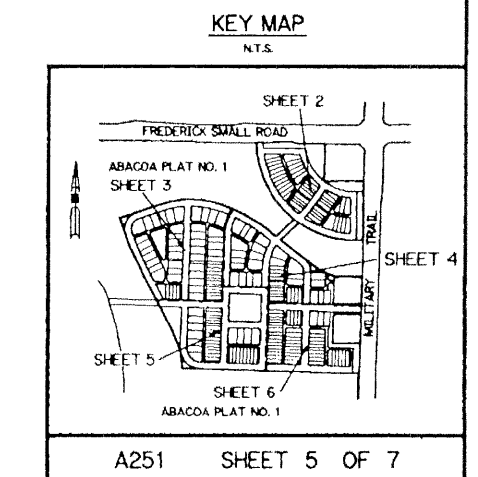 KEY MAP
N.T.S.
SHEET 2
FREDERICK SMALL ROAD
ABACOA PLAT NO. 1
SHEET 3
MILITARY TRAIL
SHEET 4
SHEET 5
SHEET 6
ABACOA PLAT NO. 1
A251 SHEET 5 OF 7